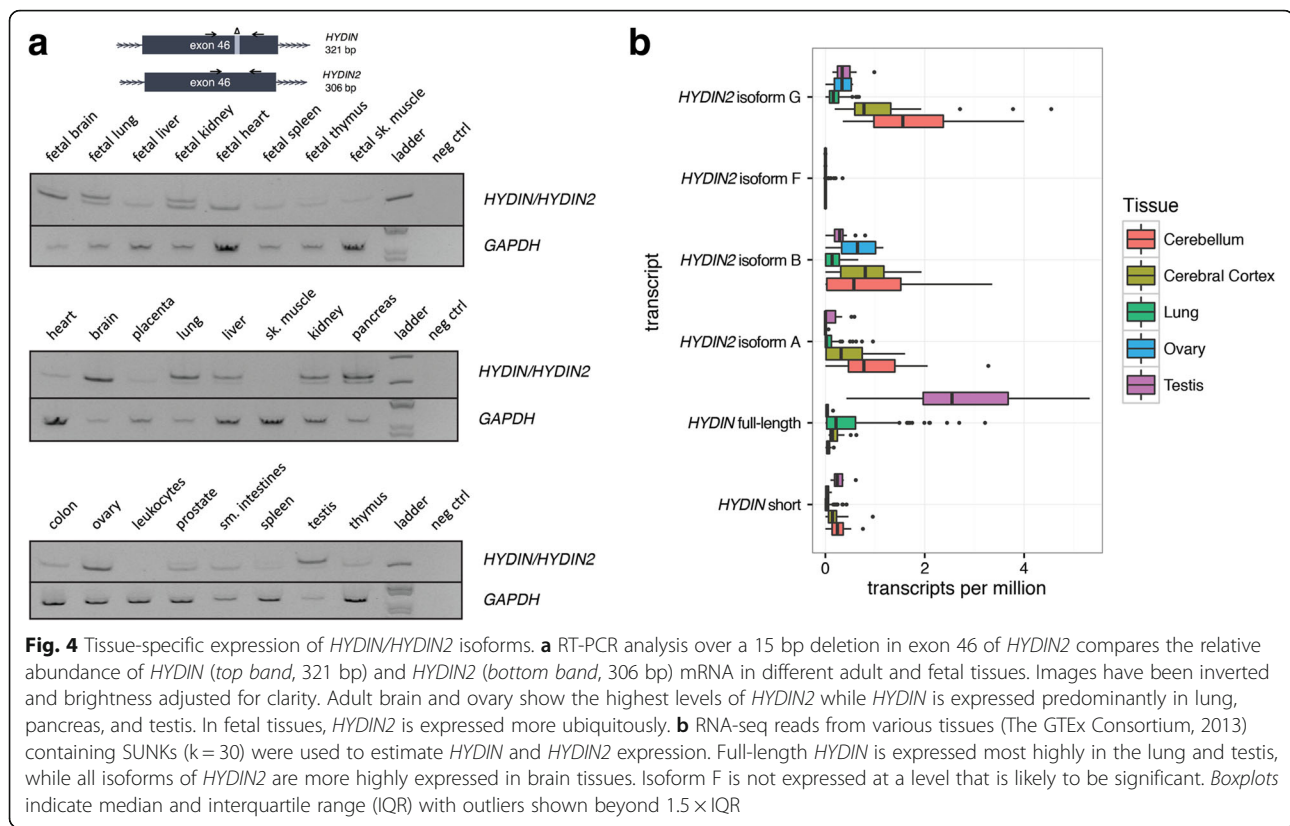 a
Δ
exon 46
HYDIN
321 bp
exon 46
HYDIN2
306 bp
fetal brain
fetal lung
fetal liver
fetal kidney
fetal heart
fetal spleen
fetal thymus
fetal sk. muscle
ladder
neg ctrl
HYDIN/HYDIN2
GAPDH
heart
brain
placenta
lung
liver
sk. muscle
kidney
pancreas
ladder
neg ctrl
HYDIN/HYDIN2
GAPDH
colon
ovary
leukocytes
prostate
sm. intestines
spleen
testis
thymus
ladder
neg ctrl
HYDIN/HYDIN2
GAPDH
b
transcript
HYDIN2 isoform G
HYDIN2 isoform F
HYDIN2 isoform B
HYDIN2 isoform A
HYDIN full-length
HYDIN short
0 2 4
transcripts per million
Tissue
Cerebellum
Cerebral Cortex
Lung
Ovary
Testis
Fig. 4 Tissue-specific expression of HYDIN/HYDIN2 isoforms. a RT-PCR analysis over a 15 bp deletion in exon 46 of HYDIN2 compares the relative
abundance of HYDIN (top band, 321 bp) and HYDIN2 (bottom band, 306 bp) mRNA in different adult and fetal tissues. Images have been inverted
and brightness adjusted for clarity. Adult brain and ovary show the highest levels of HYDIN2 while HYDIN is expressed predominantly in lung,
pancreas, and testis. In fetal tissues, HYDIN2 is expressed more ubiquitously. b RNA-seq reads from various tissues (The GTEx Consortium, 2013)
containing SUNKs (k = 30) were used to estimate HYDIN and HYDIN2 expression. Full-length HYDIN is expressed most highly in the lung and testis,
while all isoforms of HYDIN2 are more highly expressed in brain tissues. Isoform F is not expressed at a level that is likely to be significant. Boxplots
indicate median and interquartile range (IQR) with outliers shown beyond 1.5 × IQR